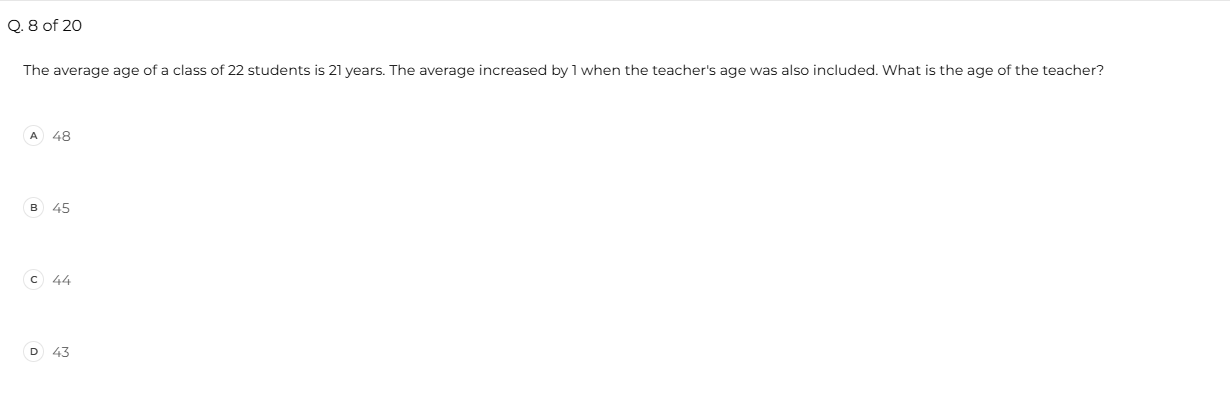 Q. 8 of 20
The average age of a class of 22 students is 21 years. The average increased by 1 when the teacher's age was also included. What is the age of the teacher?
A 48
B 45
C 44
D 43